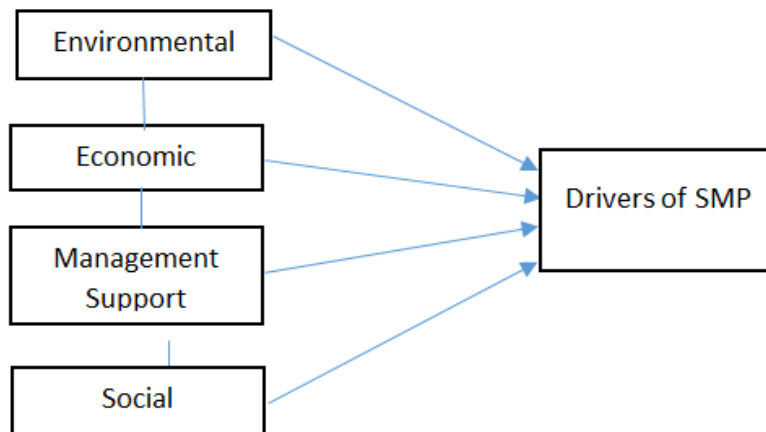 Environmental
Economic
Drivers of SMP
Management
Support
Social